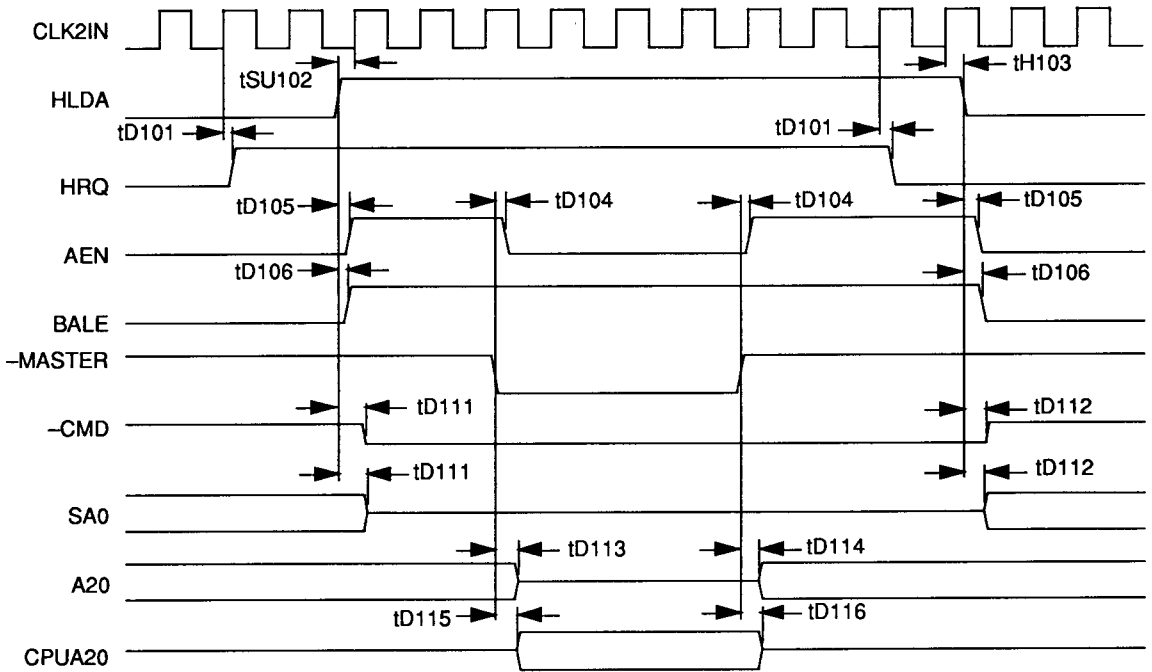 CLK2IN
tSU102
tH103
HLDA
tD101
tD101
HRQ
tD105
tD104
tD104
tD105
AEN
tD106
tD106
BALE
–MASTER
tD111
tD112
–CMD
tD111
tD112
SA0
tD113
tD114
A20
tD115
tD116
CPUA20